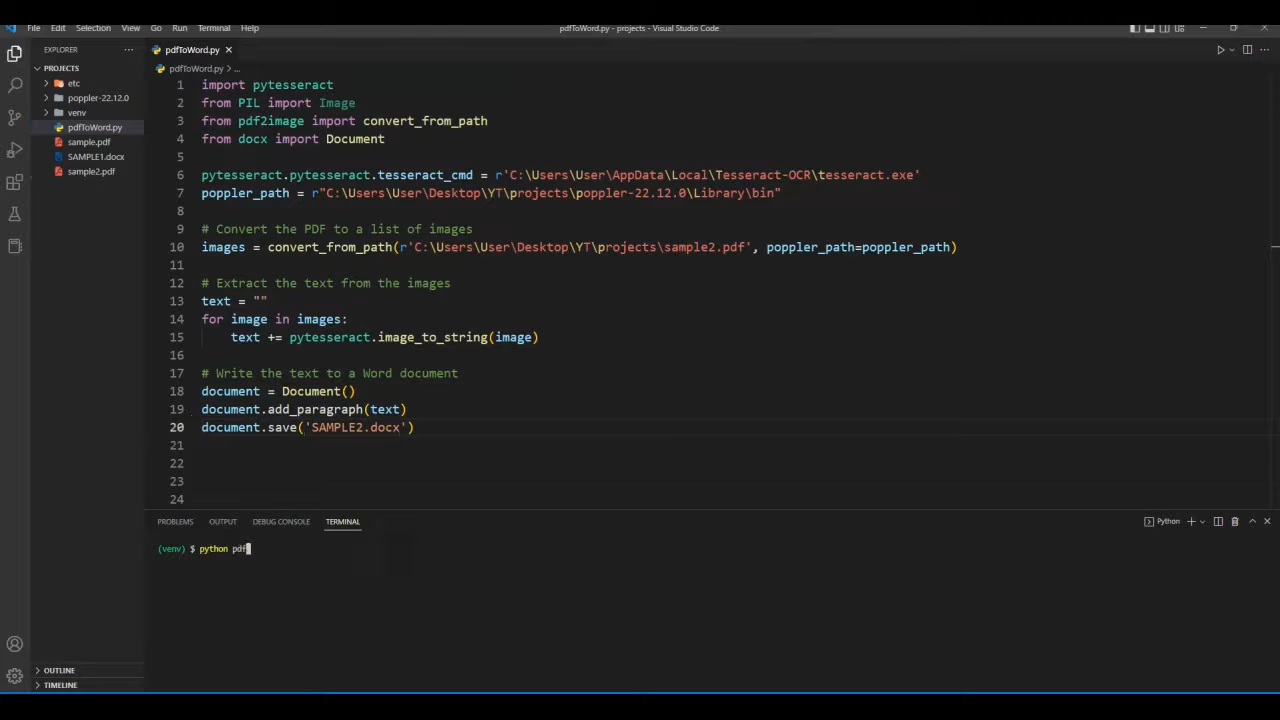 File Edit Selection View Go Run Terminal Help
pdfToWord.py - projects - Visual Studio Code
EXPLORER
PROJECTS
etc
poppler-22.12.0
venv
pdfToWord.py
sample.pdf
SAMPLE1.docx
sample2.pdf
OUTLINE
TIMELINE
pdfToWord.py
pdfToWord.py > ...
1 import pytesseract
2 from PIL import Image
3 from pdf2image import convert_from_path
4 from docx import Document
5
6 pytesseract.pytesseract.tesseract_cmd = r'C:\Users\User\AppData\Local\Tesseract-OCR\tesseract.exe'
7 poppler_path = r"C:\Users\User\Desktop\YT\projects\poppler-22.12.0\Library\bin"
8
9 # Convert the PDF to a list of images
10 images = convert_from_path(r'C:\Users\User\Desktop\YT\projects\sample2.pdf', poppler_path=poppler_path)
11
12 # Extract the text from the images
13 text = ""
14 for image in images:
15     text += pytesseract.image_to_string(image)
16
17 # Write the text to a Word document
18 document = Document()
19 document.add_paragraph(text)
20 document.save('SAMPLE2.docx')
21
22
23
24
PROBLEMS OUTPUT DEBUG CONSOLE TERMINAL
Python
(venv) $ python pdf